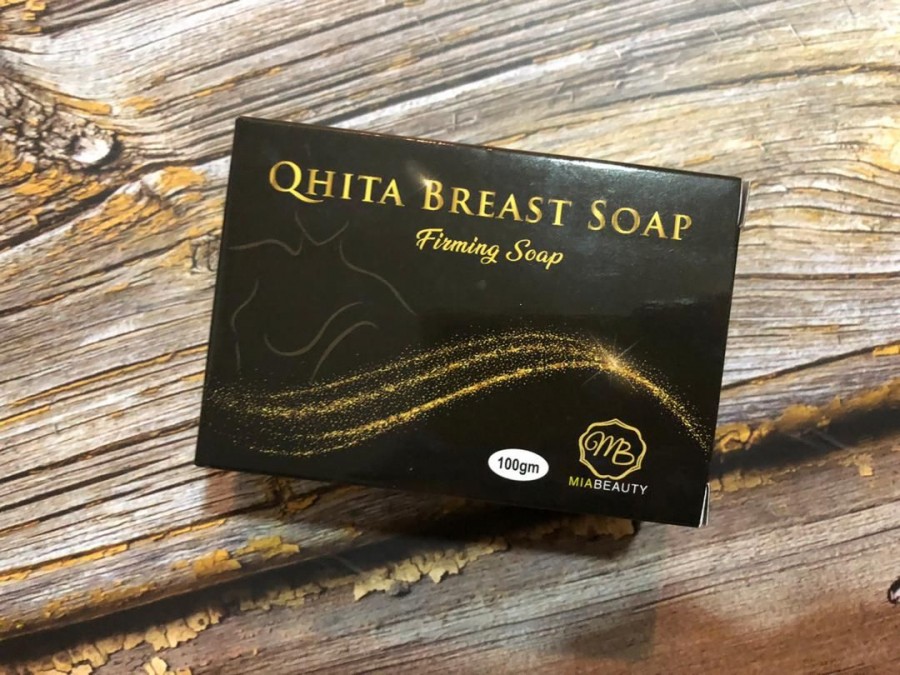 QHITA BREAST SOAP
Firming Soap
100gm
MB
MIABEAUTY